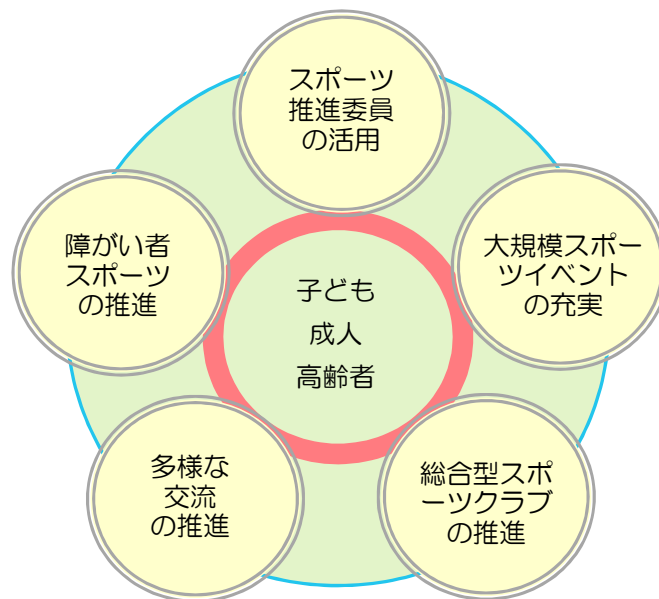 スポーツ
推進委員
の活用
障がい者
スポーツ
の推進
大規模スポー
ツイベント
の充実
子ども
成人
高齢者
多様な
交流
の推進
総合型スポ
ーツクラブ
の推進